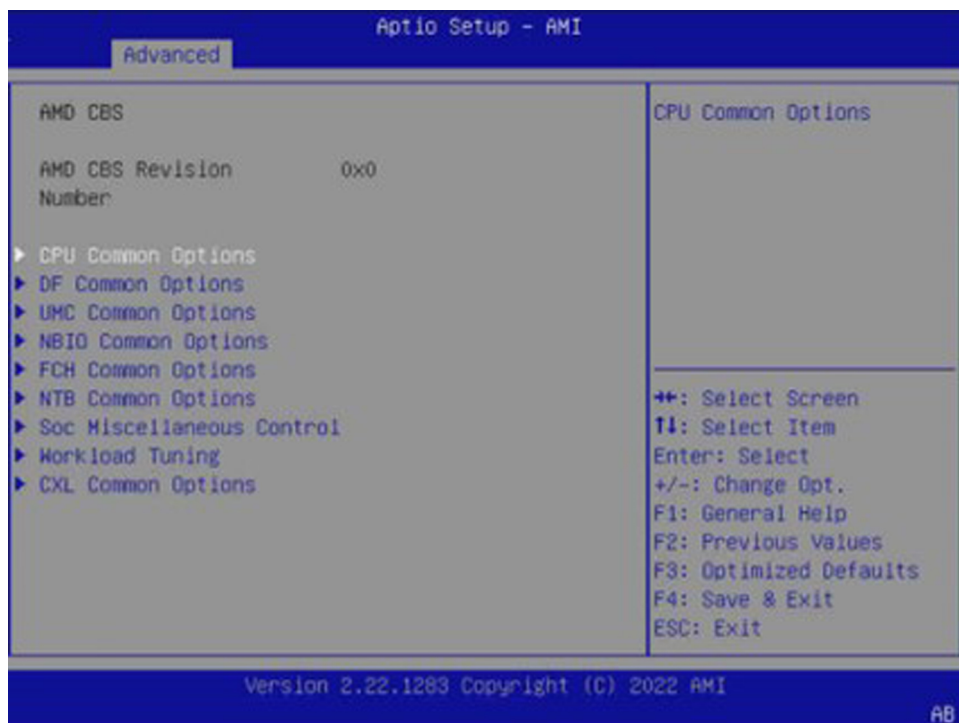 Aptio Setup - AMI
Advanced
AMD CBS
AMD CBS Revision 0x0
Number
CPU Common Options
DF Common Options
UMC Common Options
NBIO Common Options
FCH Common Options
NTB Common Options
Soc Miscellaneous Control
Workload Tuning
CXL Common Options
CPU Common Options
→←: Select Screen
↑↓: Select Item
Enter: Select
+/-: Change Opt.
F1: General Help
F2: Previous Values
F3: Optimized Defaults
F4: Save & Exit
ESC: Exit
Version 2.22.1283 Copyright (C) 2022 AMI
AB